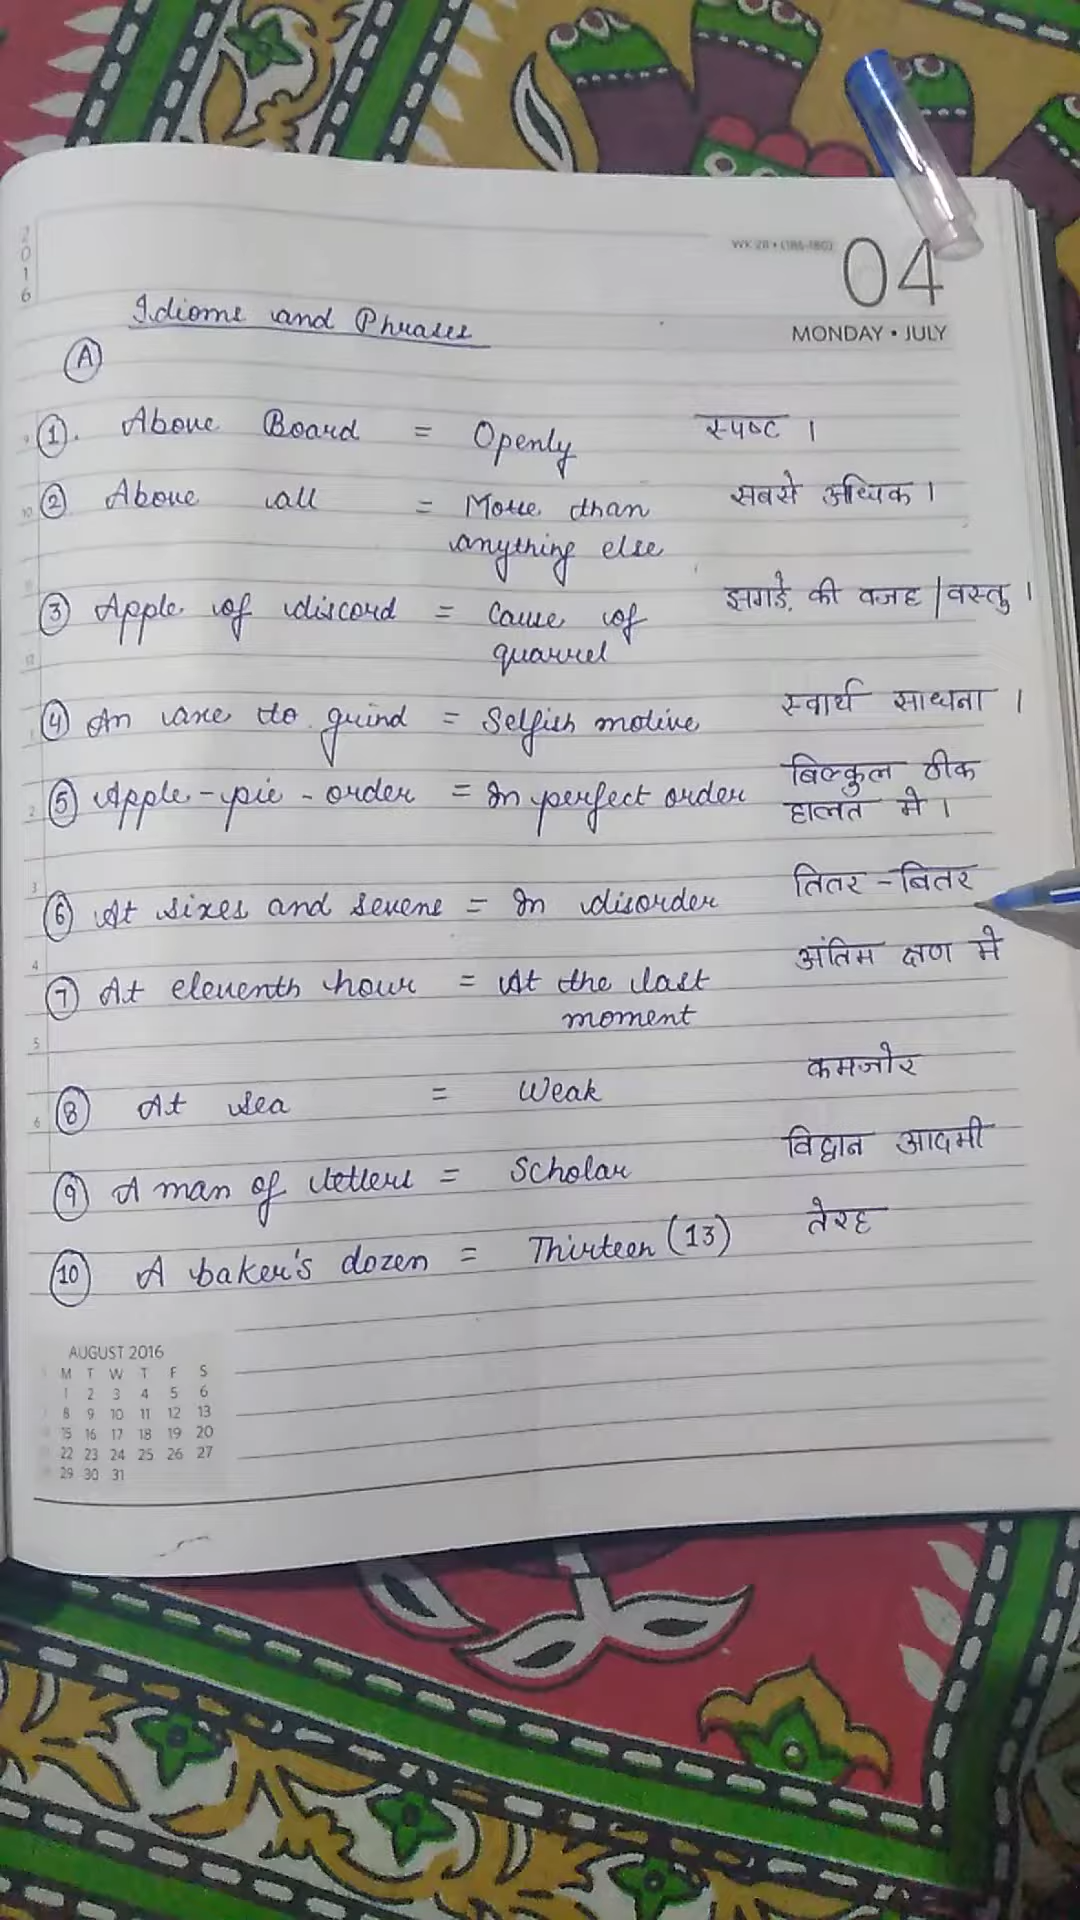 2016
WK 28 • (186-180)
04
MONDAY • JULY
Idioms and Phrases
A
1. Above Board = Openly स्पष्ट ।
2 Above all = More than सबसे अधिक ।
anything else
3 Apple of discord = Cause of झगड़े की वजह / वस्तु ।
quarrel
4 An axe to grind = Selfish motive स्वार्थ साधना ।
5 Apple-pie-order = In perfect order बिल्कुल ठीक
हालत मे ।
6 At sixes and sevens = In disorder तितर-बितर
7 At eleventh hour = At the last अंतिम क्षण मे
moment
8 At sea = Weak कमजोर
9 A man of letters = Scholar विद्वान आदमी
10 A baker's dozen = Thirteen (13) तेरह
AUGUST 2016
M T W T F S
1 2 3 4 5 6
8 9 10 11 12 13
15 16 17 18 19 20
22 23 24 25 26 27
29 30 31